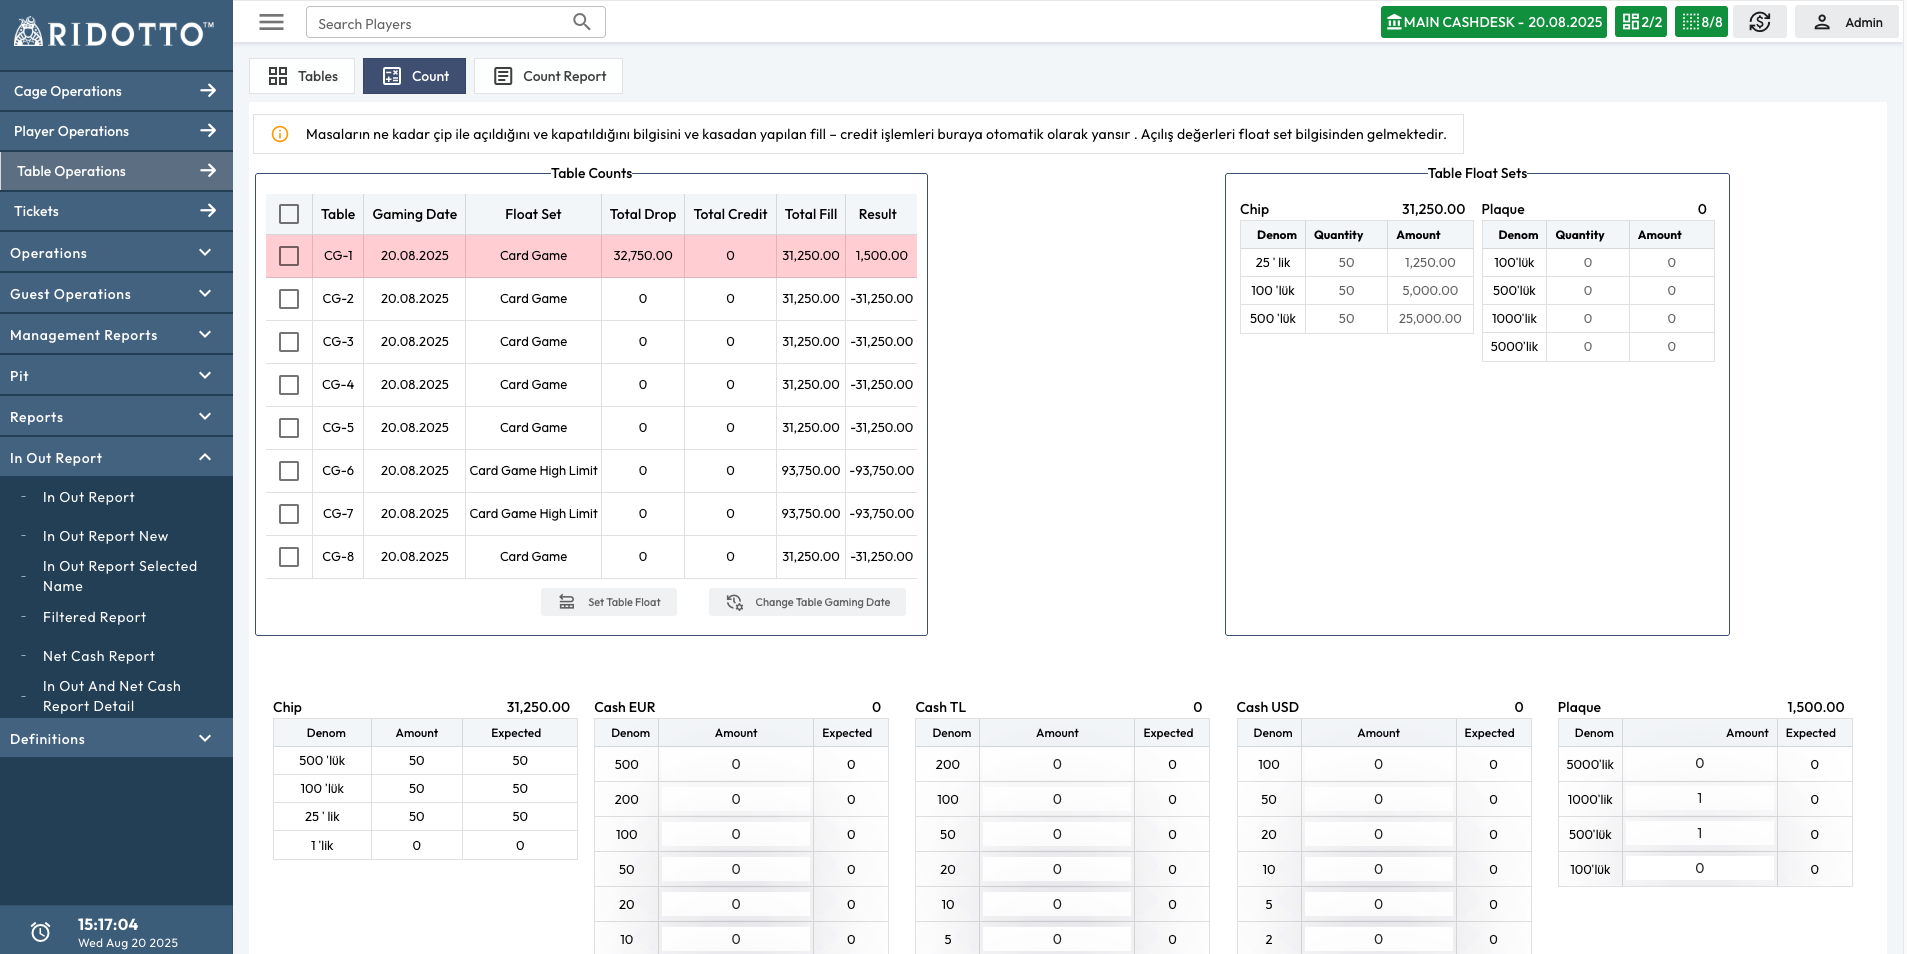 RIDOTTO™
Search Players
MAIN CASHDESK - 20.08.2025
2/2
8/8
Admin
Cage Operations
Player Operations
Table Operations
Tickets
Operations
Guest Operations
Management Reports
Pit
Reports
In Out Report
- In Out Report
- In Out Report New
- In Out Report Selected
Name
- Filtered Report
- Net Cash Report
- In Out And Net Cash
Report Detail
Definitions
15:17:04
Wed Aug 20 2025
Tables Count Count Report
Masaların ne kadar çip ile açıldığını ve kapatıldığını bilgisini ve kasadan yapılan fill – credit işlemleri buraya otomatik olarak yansır . Açılış değerleri float set bilgisinden gelmektedir.
Table Counts
Table Gaming Date Float Set Total Drop Total Credit Total Fill Result
CG-1 20.08.2025 Card Game 32,750.00 0 31,250.00 1,500.00
CG-2 20.08.2025 Card Game 0 0 31,250.00 -31,250.00
CG-3 20.08.2025 Card Game 0 0 31,250.00 -31,250.00
CG-4 20.08.2025 Card Game 0 0 31,250.00 -31,250.00
CG-5 20.08.2025 Card Game 0 0 31,250.00 -31,250.00
CG-6 20.08.2025 Card Game High Limit 0 0 93,750.00 -93,750.00
CG-7 20.08.2025 Card Game High Limit 0 0 93,750.00 -93,750.00
CG-8 20.08.2025 Card Game 0 0 31,250.00 -31,250.00
Set Table Float
Change Table Gaming Date
Table Float Sets
Chip 31,250.00
Denom Quantity Amount
25 ' lik 50 1,250.00
100 'lük 50 5,000.00
500 'lük 50 25,000.00
Plaque 0
Denom Quantity Amount
100'lük 0 0
500'lük 0 0
1000'lik 0 0
5000'lik 0 0
Chip 31,250.00
Denom Amount Expected
500 'lük 50 50
100 'lük 50 50
25 ' lik 50 50
1 'lik 0 0
Cash EUR 0
Denom Amount Expected
500 0 0
200 0 0
100 0 0
50 0 0
20 0 0
10 0 0
Cash TL 0
Denom Amount Expected
200 0 0
100 0 0
50 0 0
20 0 0
10 0 0
5 0 0
Cash USD 0
Denom Amount Expected
100 0 0
50 0 0
20 0 0
10 0 0
5 0 0
2 0 0
Plaque 1,500.00
Denom Amount Expected
5000'lik 0 0
1000'lik 1 0
500'lük 1 0
100'lük 0 0